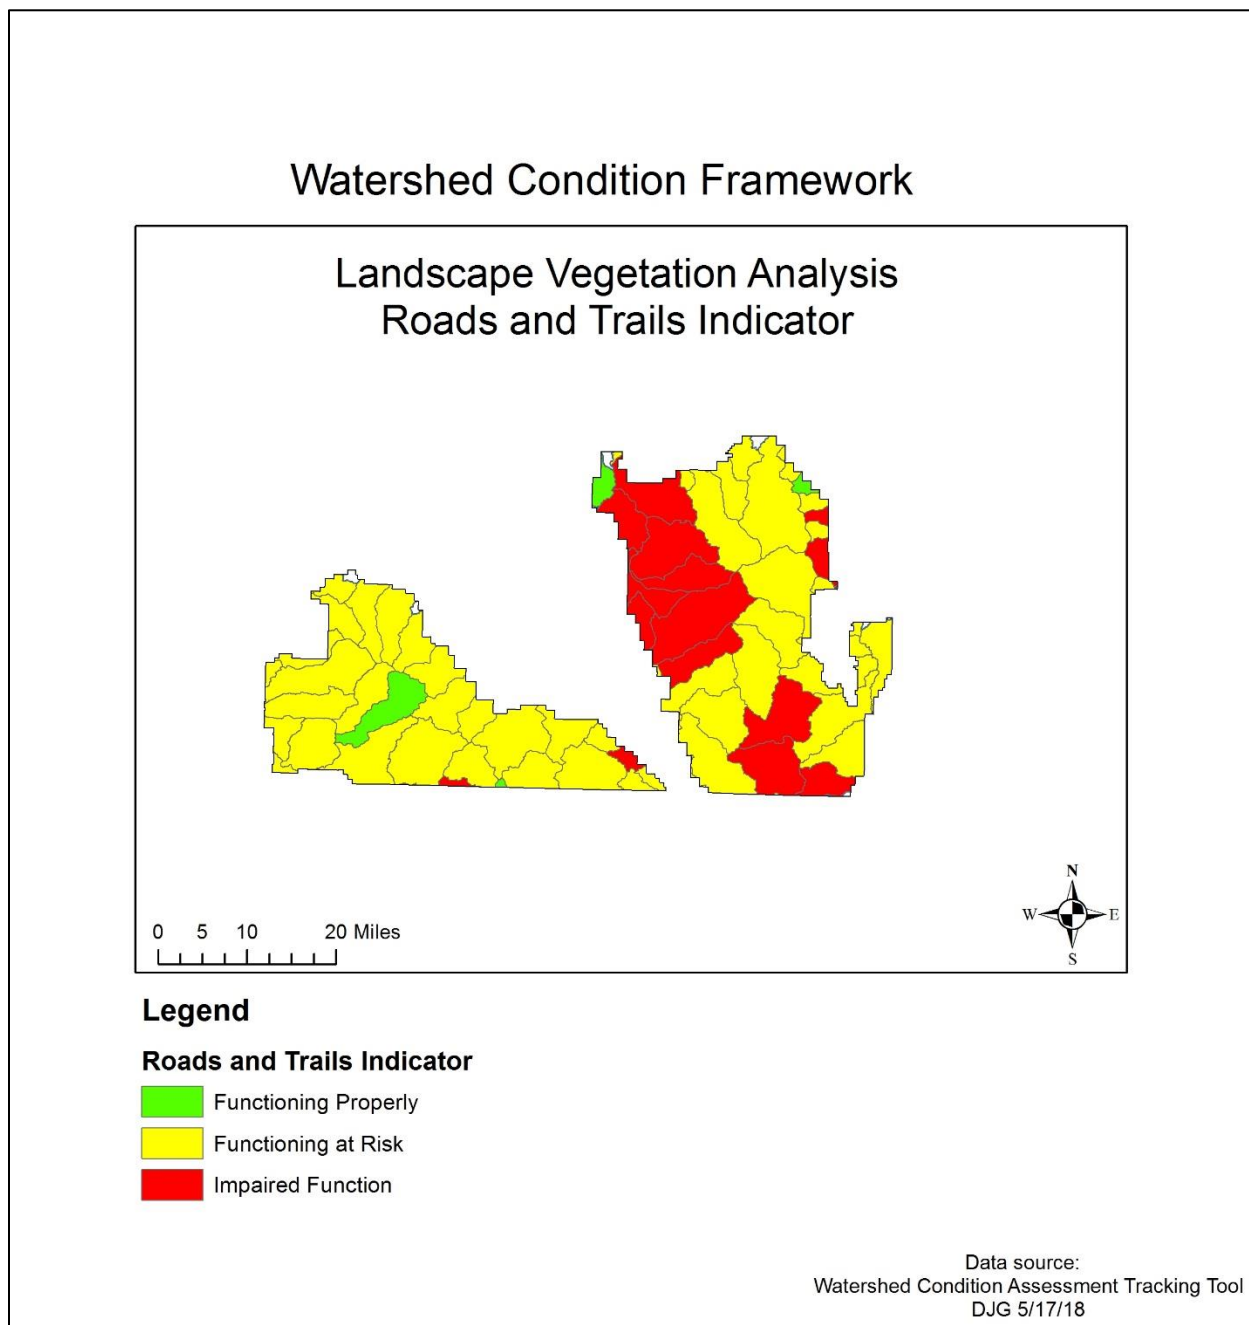 Watershed Condition Framework
Landscape Vegetation Analysis
Roads and Trails Indicator
N
W E
S
0 5 10 20 Miles
Legend
Roads and Trails Indicator
Functioning Properly
Functioning at Risk
Impaired Function
Data source:
Watershed Condition Assessment Tracking Tool
DJG 5/17/18